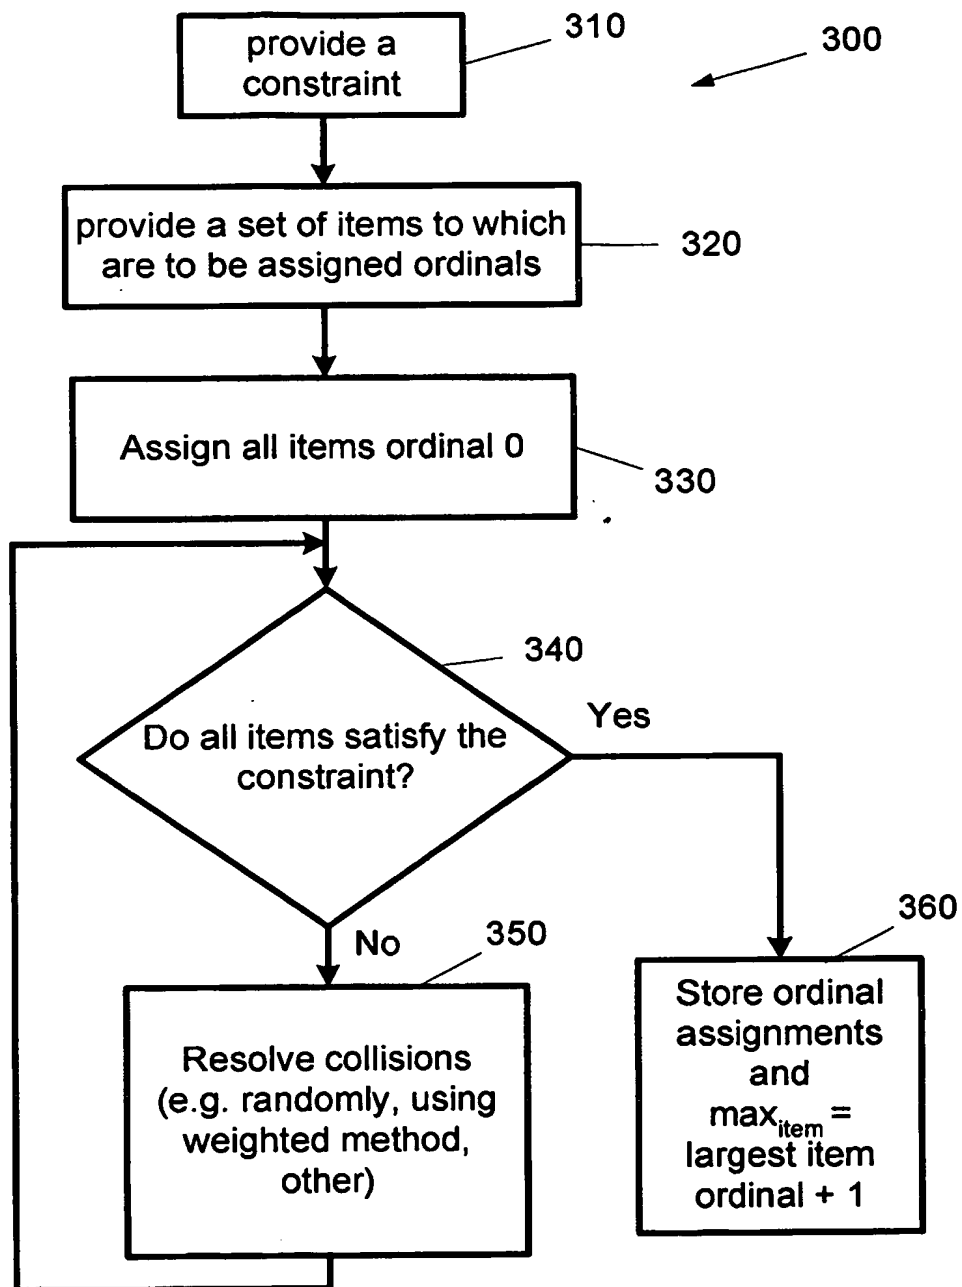 310
300
provide a
constraint
provide a set of items to which
are to be assigned ordinals
320
Assign all items ordinal 0
330
340
Do all items satisfy the
constraint?
Yes
No
350
360
Resolve collisions
(e.g. randomly, using
weighted method,
other)
Store ordinal
assignments
and
max_item =
largest item
ordinal + 1